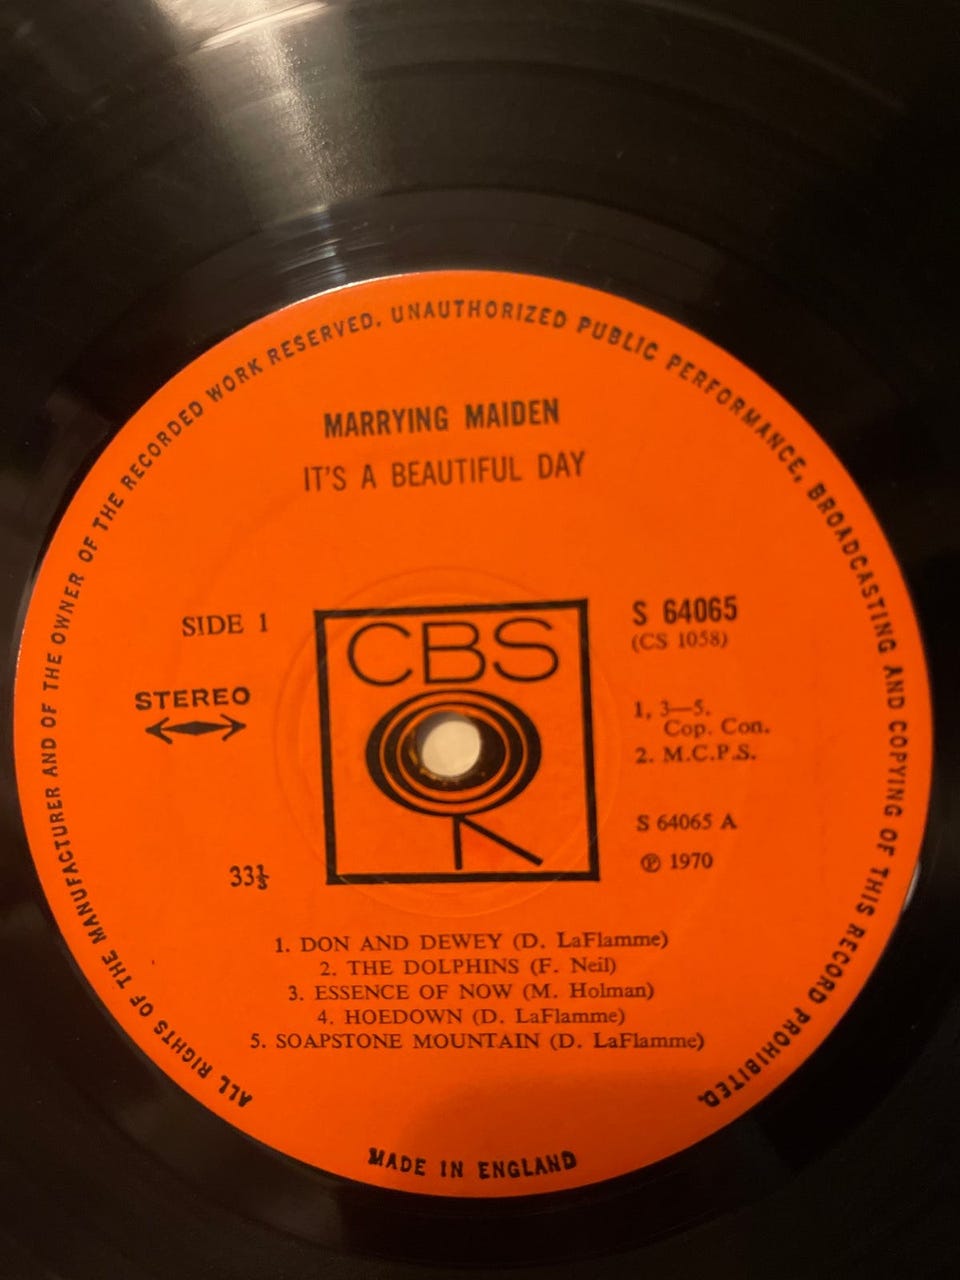 ALL RIGHTS OF THE MANUFACTURER AND OF THE OWNER OF THE RECORDED WORK RESERVED. UNAUTHORIZED PUBLIC PERFORMANCE, BROADCASTING AND COPYING OF THIS RECORD PROHIBITED.
MARRYING MAIDEN
IT'S A BEAUTIFUL DAY
SIDE 1
STEREO
33⅓
CBS
S 64065
(CS 1058)
1, 3—5.
Cop. Con.
2. M.C.P.S.
S 64065 A
℗ 1970
1. DON AND DEWEY (D. LaFlamme)
2. THE DOLPHINS (F. Neil)
3. ESSENCE OF NOW (M. Holman)
4. HOEDOWN (D. LaFlamme)
5. SOAPSTONE MOUNTAIN (D. LaFlamme)
MADE IN ENGLAND